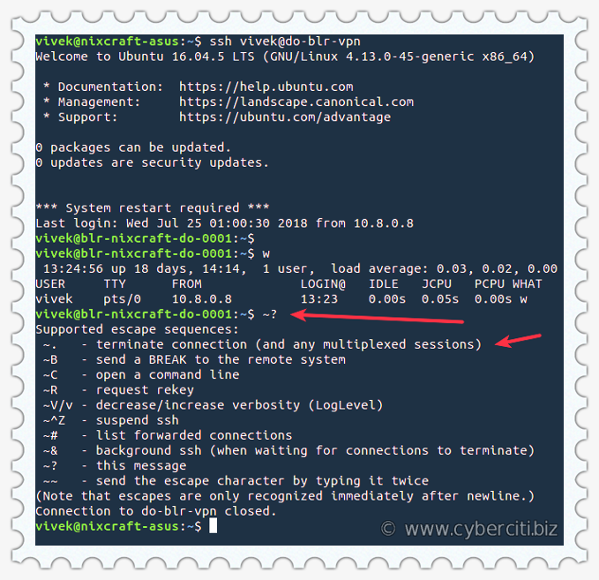 vivek@nixcraft-asus:~$ ssh vivek@do-blr-vpn
Welcome to Ubuntu 16.04.5 LTS (GNU/Linux 4.13.0-45-generic x86_64)
* Documentation:  https://help.ubuntu.com
* Management:     https://landscape.canonical.com
* Support:        https://ubuntu.com/advantage
0 packages can be updated.
0 updates are security updates.
*** System restart required ***
Last login: Wed Jul 25 01:00:30 2018 from 10.8.0.8
vivek@blr-nixcraft-do-0001:~$
vivek@blr-nixcraft-do-0001:~$ w
13:24:56 up 18 days, 14:14,  1 user,  load average: 0.03, 0.02, 0.00
USER     TTY      FROM             LOGIN@   IDLE   JCPU   PCPU WHAT
vivek    pts/0    10.8.0.8         13:23    0.00s  0.05s  0.00s w
vivek@blr-nixcraft-do-0001:~$ ~?
Supported escape sequences:
~.   - terminate connection (and any multiplexed sessions)
~B   - send a BREAK to the remote system
~C   - open a command line
~R   - request rekey
~V/v - decrease/increase verbosity (LogLevel)
~^Z  - suspend ssh
~#   - list forwarded connections
~&   - background ssh (when waiting for connections to terminate)
~?   - this message
~~   - send the escape character by typing it twice
(Note that escapes are only recognized immediately after newline.)
Connection to do-blr-vpn closed.
vivek@nixcraft-asus:~$
© www.cyberciti.biz